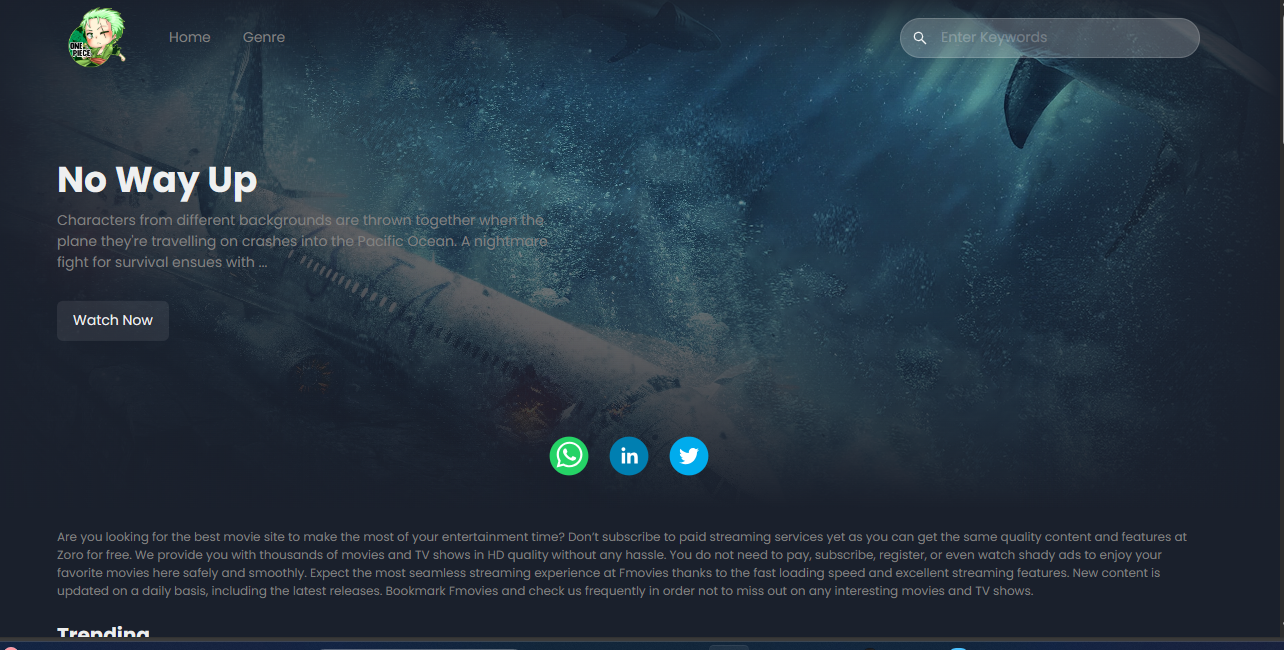 ONE
PIECE
Home
Genre
Enter Keywords
No Way Up
Characters from different backgrounds are thrown together when the
plane they're travelling on crashes into the Pacific Ocean. A nightmare
fight for survival ensues with ...
Watch Now
in
Are you looking for the best movie site to make the most of your entertainment time? Don’t subscribe to paid streaming services yet as you can get the same quality content and features at
Zoro for free. We provide you with thousands of movies and TV shows in HD quality without any hassle. You do not need to pay, subscribe, register, or even watch shady ads to enjoy your
favorite movies here safely and smoothly. Expect the most seamless streaming experience at Fmovies thanks to the fast loading speed and excellent streaming features. New content is
updated on a daily basis, including the latest releases. Bookmark Fmovies and check us frequently in order not to miss out on any interesting movies and TV shows.
Trending